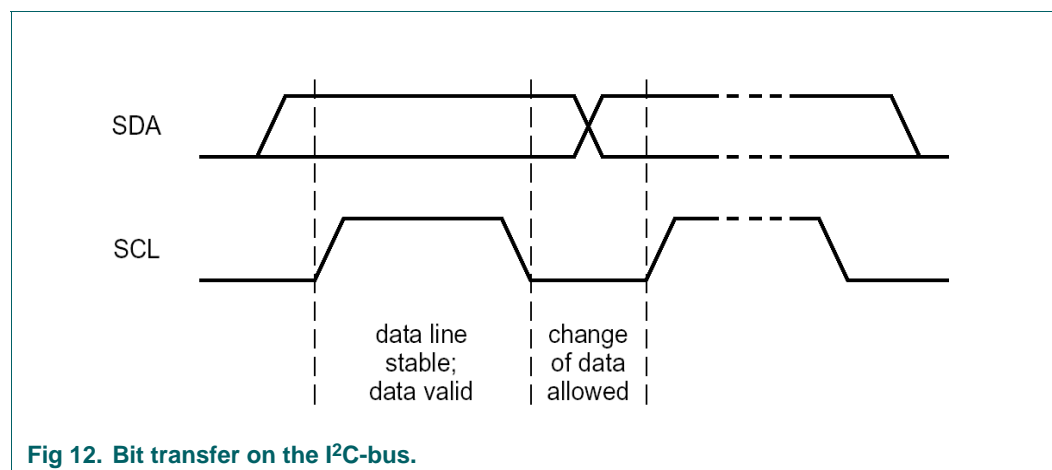 SDA
SCL
data line
stable;
data valid
change
of data
allowed
Fig 12. Bit transfer on the I²C-bus.